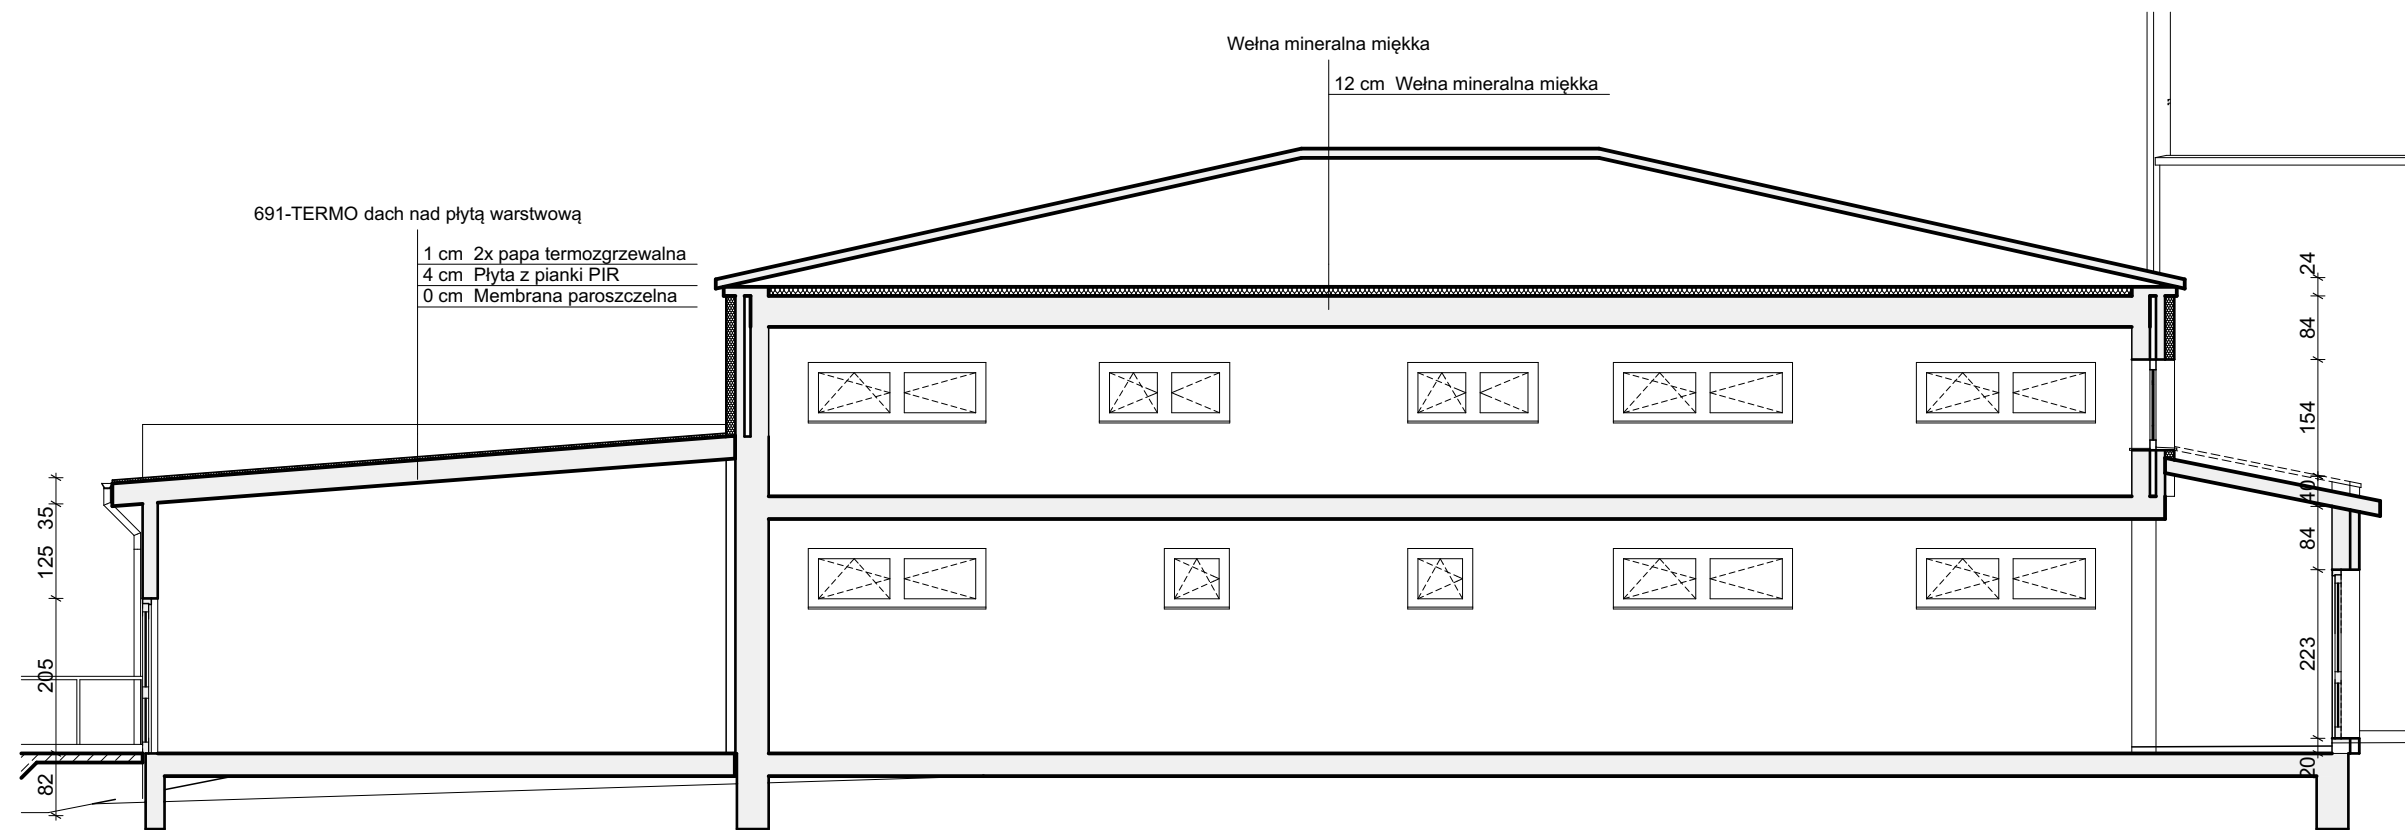 Wełna mineralna miękka
12 cm Wełna mineralna miękka
691-TERMO dach nad płytą warstwową
1 cm 2x papa termozgrzewalna
4 cm Płyta z pianki PIR
0 cm Membrana paroszczelna
35
125
205
82
24
84
154
40
84
223
20